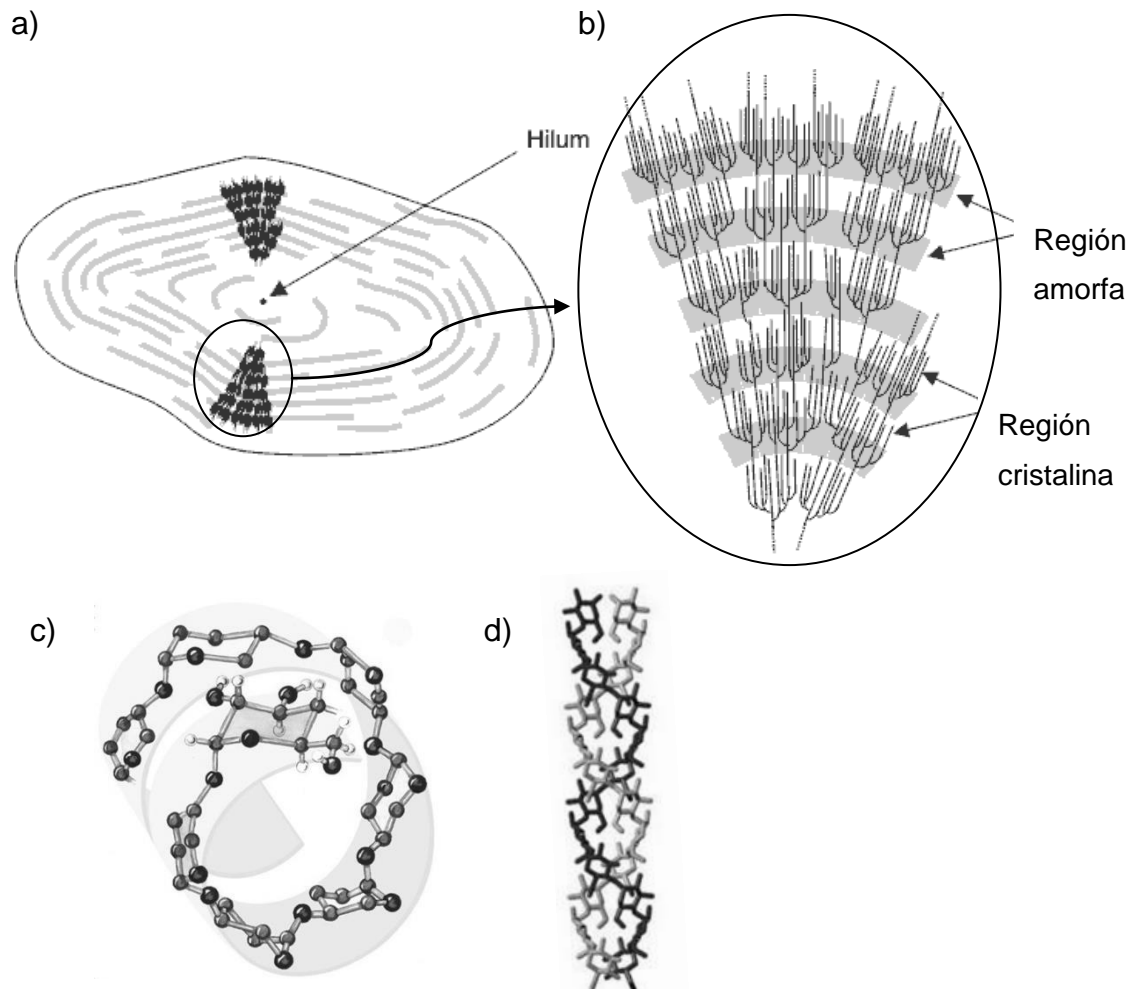 a)
b)
Hilum
Región
amorfa
Región
cristalina
c)
d)